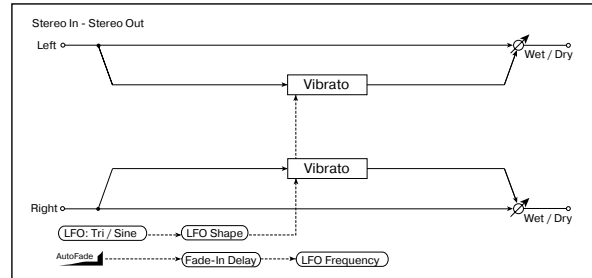 Stereo In - Stereo Out
Left
Wet / Dry
Vibrato
Vibrato
Right
Wet / Dry
LFO: Tri / Sine
LFO Shape
AutoFade
Fade-In Delay
LFO Frequency